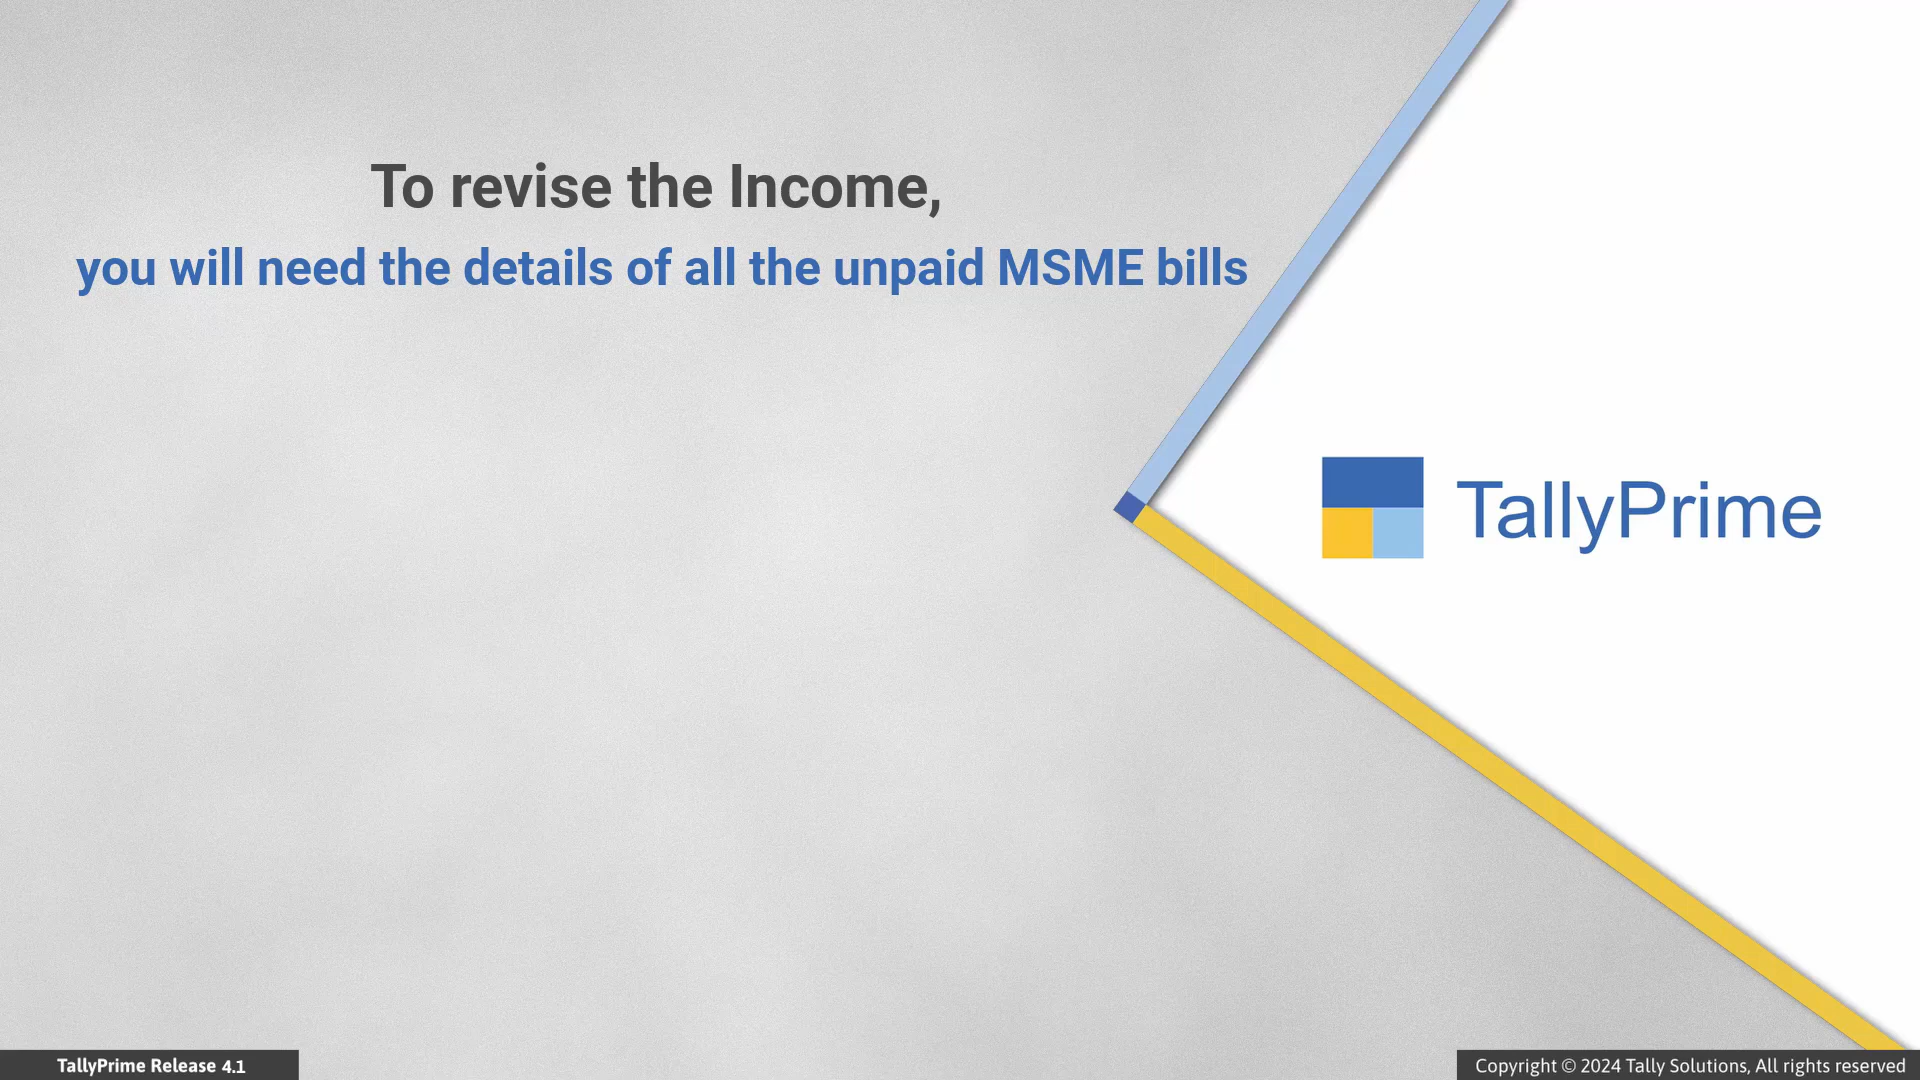 To revise the Income,
you will need the details of all the unpaid MSME bills
TallyPrime
TallyPrime Release 4.1
Copyright © 2024 Tally Solutions, All rights reserved